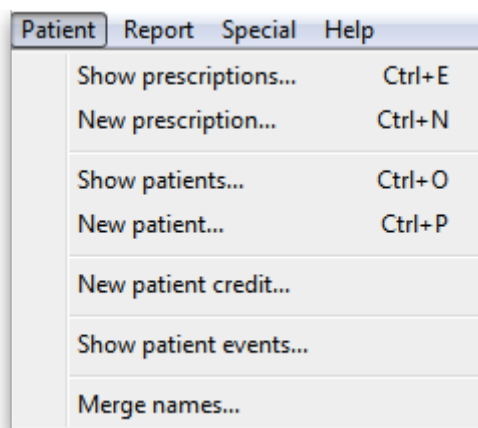 Patient Report Special Help
Show prescriptions... Ctrl+E
New prescription... Ctrl+N
Show patients... Ctrl+O
New patient... Ctrl+P
New patient credit...
Show patient events...
Merge names...